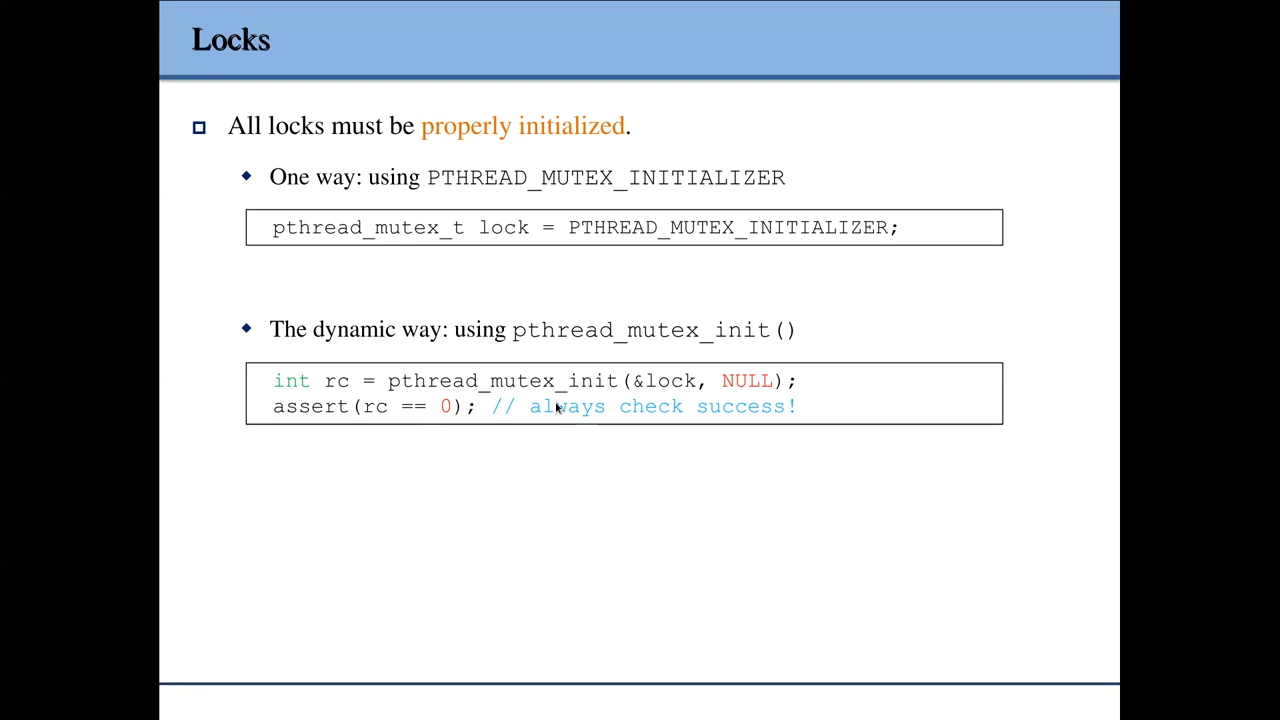 Locks
All locks must be properly initialized.
One way: using PTHREAD_MUTEX_INITIALIZER
pthread_mutex_t lock = PTHREAD_MUTEX_INITIALIZER;
The dynamic way: using pthread_mutex_init()
int rc = pthread_mutex_init(&lock, NULL);
assert(rc == 0); // always check success!